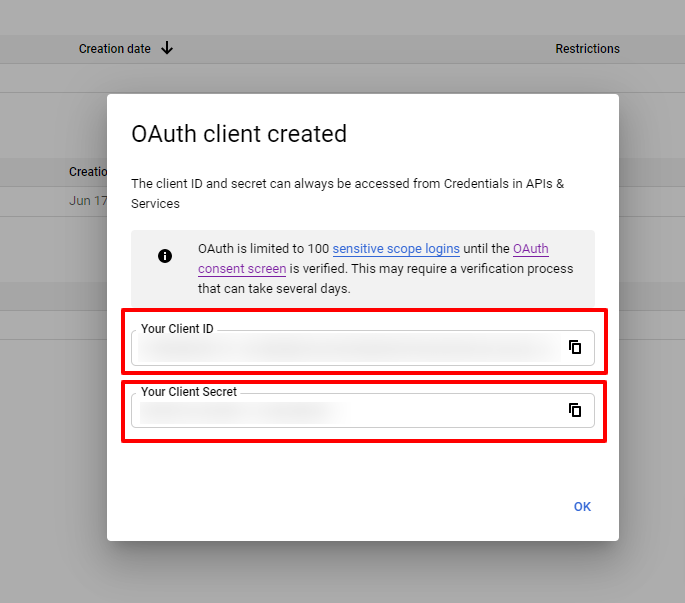 Creation date
Restrictions
Creatio
Jun 17
OAuth client created
The client ID and secret can always be accessed from Credentials in APIs &
Services
OAuth is limited to 100 sensitive scope logins until the OAuth
consent screen is verified. This may require a verification process
that can take several days.
Your Client ID
Your Client Secret
OK